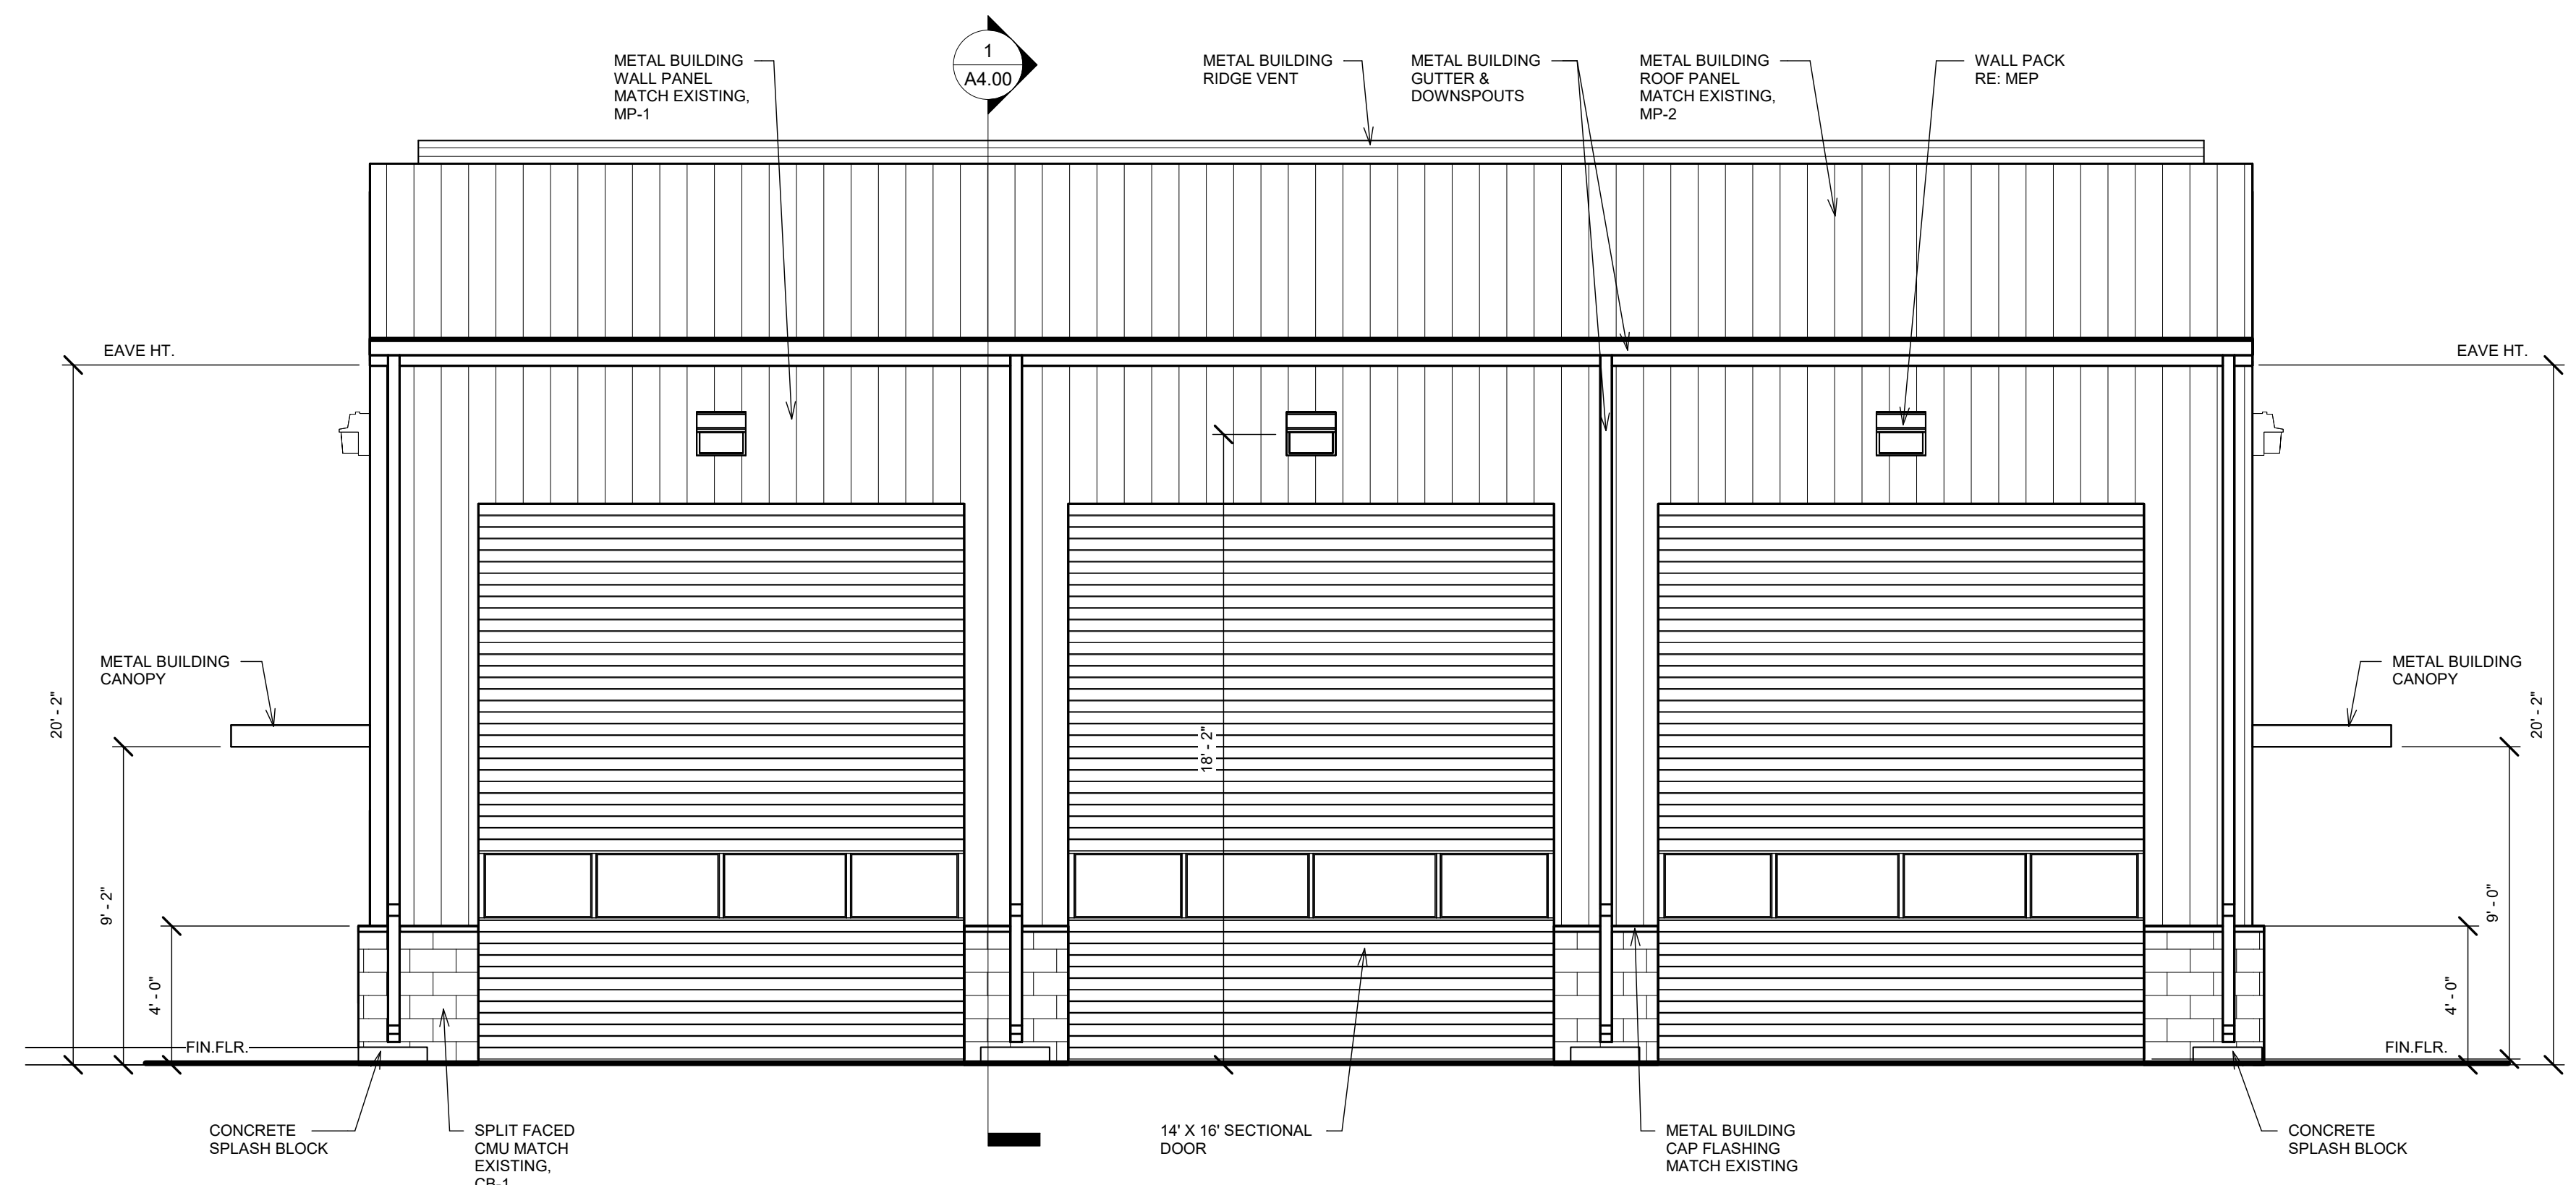 1
A4.00
METAL BUILDING
WALL PANEL
MATCH EXISTING,
MP-1
METAL BUILDING
RIDGE VENT
METAL BUILDING
GUTTER &
DOWNSPOUTS
METAL BUILDING
ROOF PANEL
MATCH EXISTING,
MP-2
WALL PACK
RE: MEP
EAVE HT.
EAVE HT.
METAL BUILDING
CANOPY
METAL BUILDING
CANOPY
20' - 2"
9' - 2"
4' - 0"
18' - 2"
4' - 0"
9' - 0"
20' - 2"
FIN.FLR.
FIN.FLR.
CONCRETE
SPLASH BLOCK
SPLIT FACED
CMU MATCH
EXISTING,
CB-1
14' X 16' SECTIONAL
DOOR
METAL BUILDING
CAP FLASHING
MATCH EXISTING
CONCRETE
SPLASH BLOCK